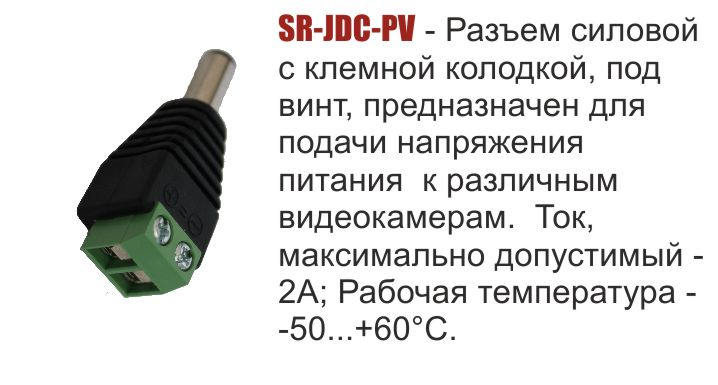 SR-JDC-PV - Разъем силовой
с клемной колодкой, под
винт, предназначен для
подачи напряжения
питания к различным
видеокамерам. Ток,
максимально допустимый -
2А; Рабочая температура -
-50...+60°С.